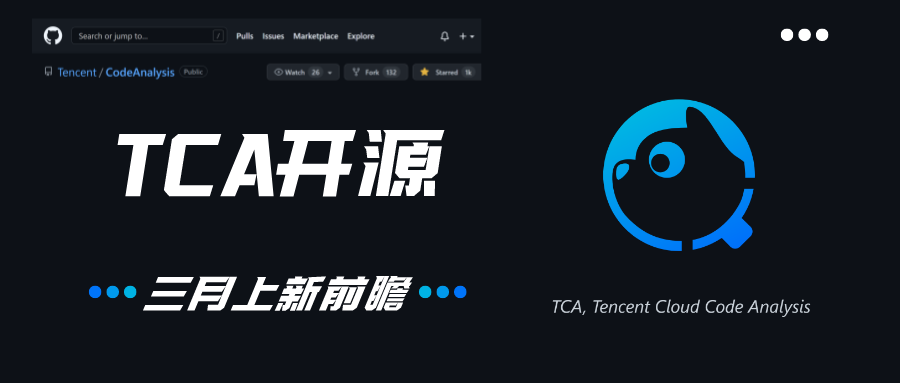 Search or jump to... /
Pulls Issues Marketplace Explore
Tencent / CodeAnalysis Public
Watch 26 Fork 132 Starred 1k
TCA开源
三月上新前瞻
TCA, Tencent Cloud Code Analysis